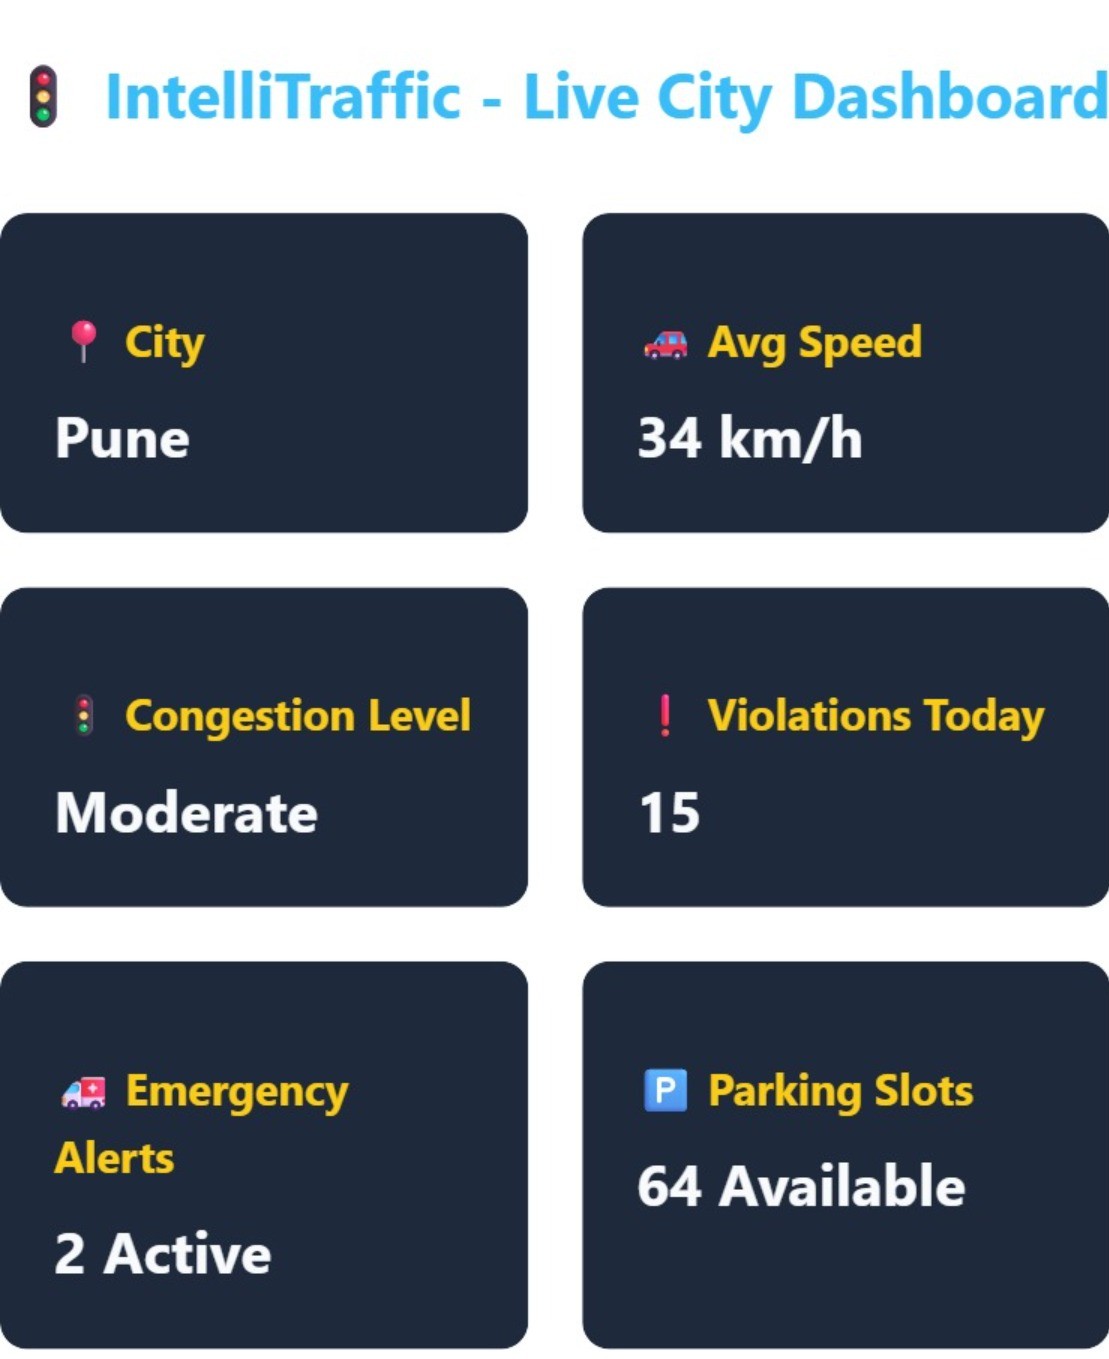 IntelliTraffic - Live City Dashboard
City
Pune
Avg Speed
34 km/h
Congestion Level
Moderate
Violations Today
15
Emergency
Alerts
2 Active
P Parking Slots
64 Available